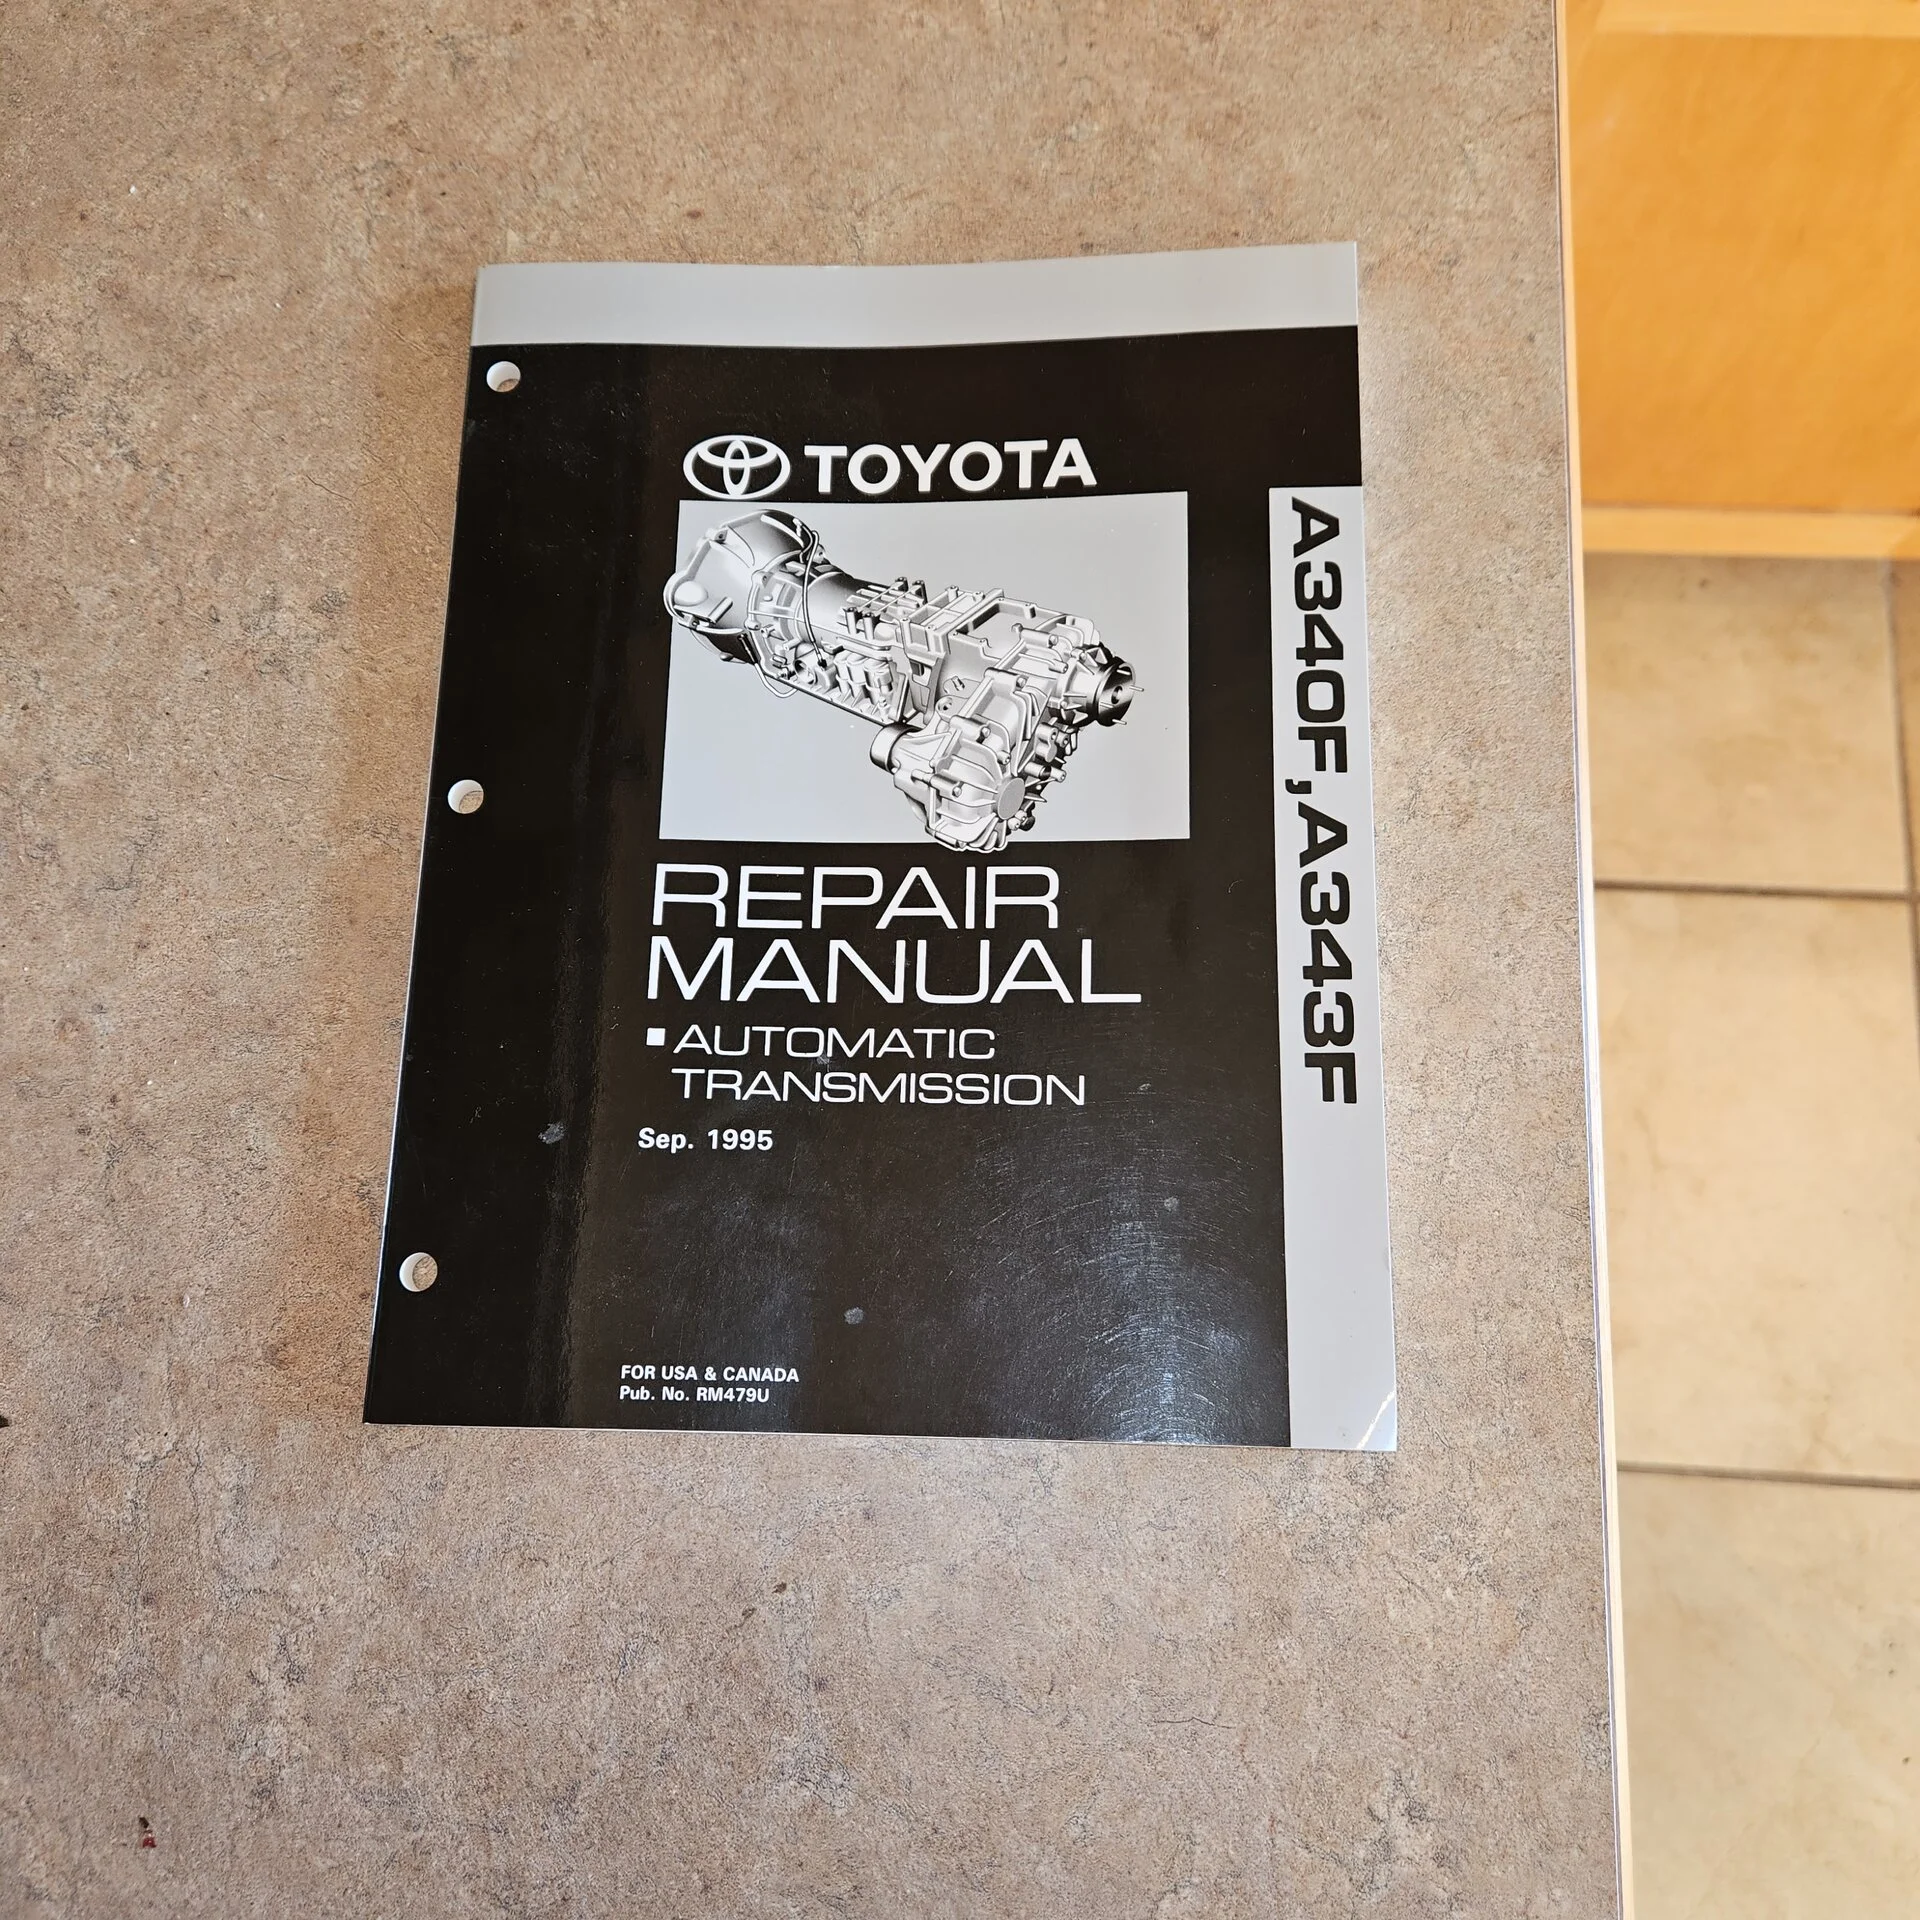 TOYOTA
A340F, A343F
REPAIR
MANUAL
▪ AUTOMATIC
TRANSMISSION
Sep. 1995
FOR USA & CANADA
Pub. No. RM479U